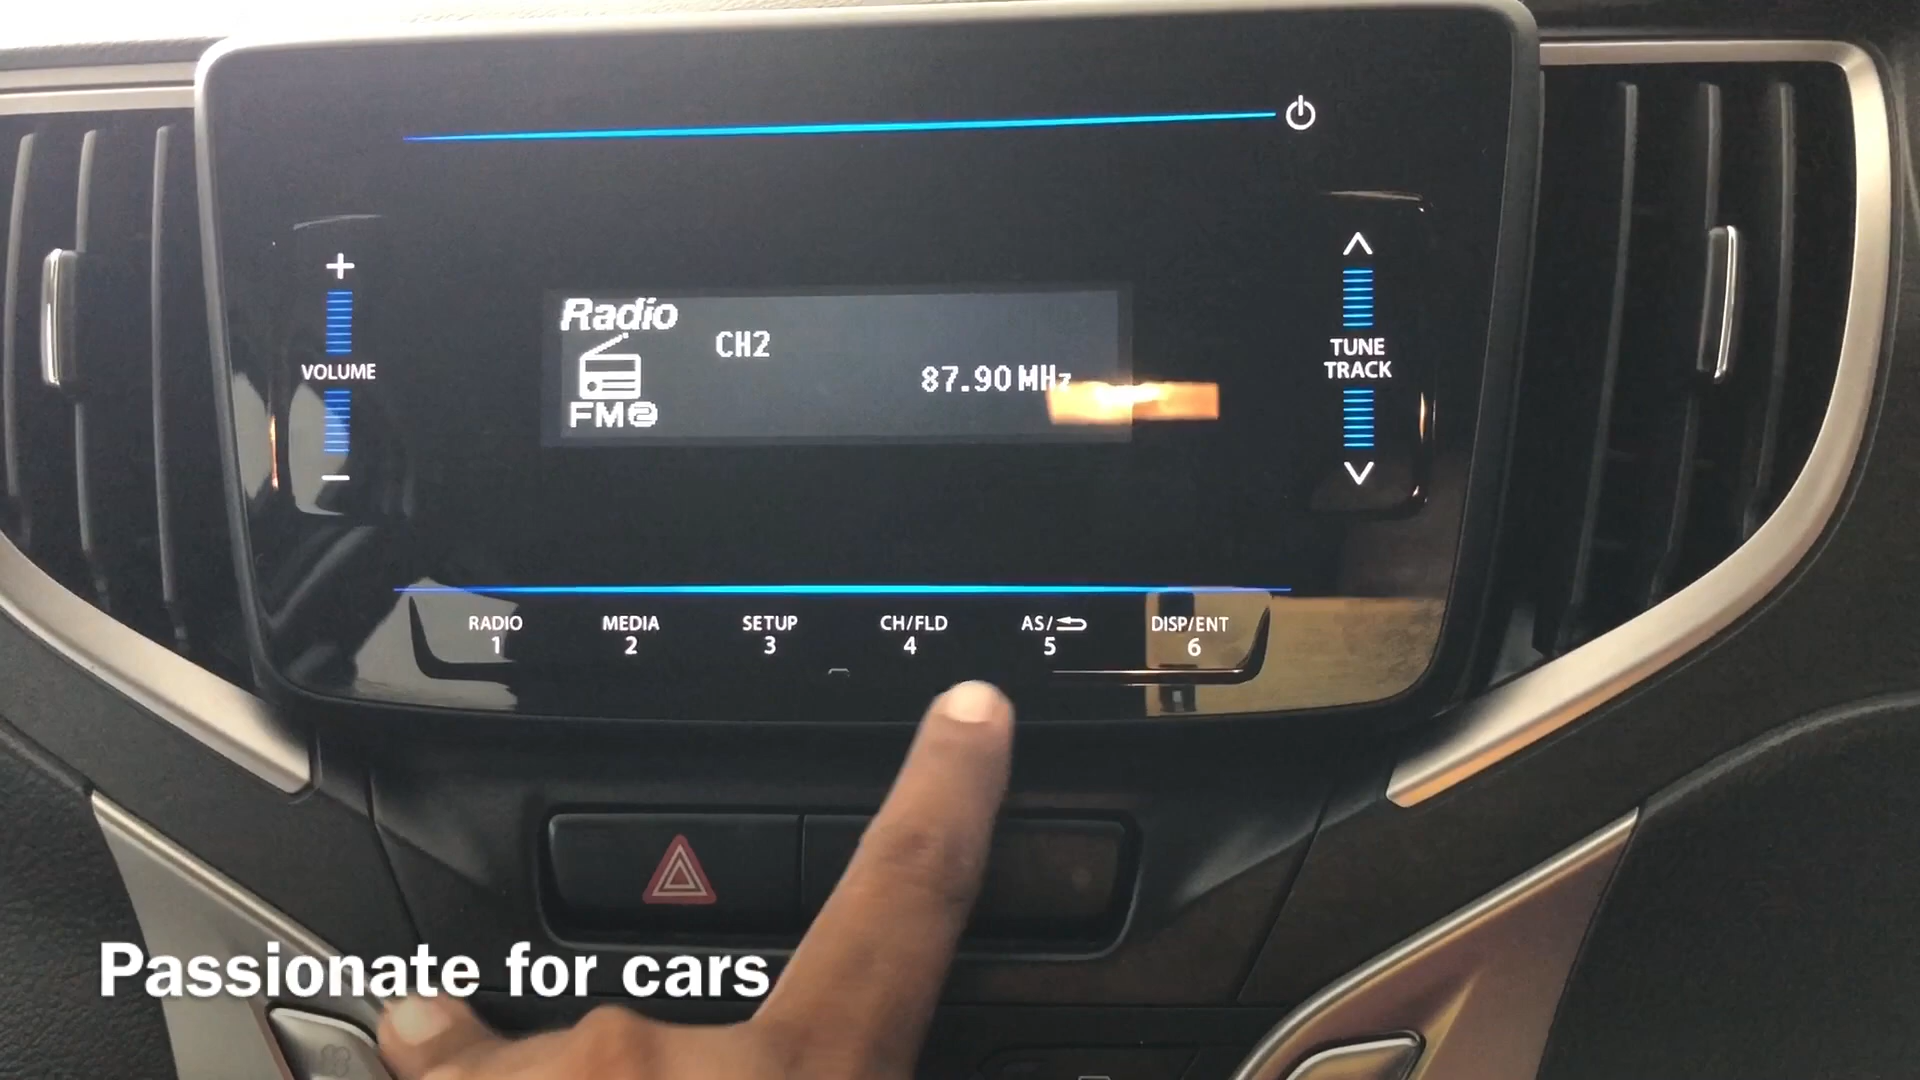 Radio
CH2
87.90 MHz
FM2
+
VOLUME
−
TUNE
TRACK
RADIO
1
MEDIA
2
SETUP
3
CH/FLD
4
AS/
5
DISP/ENT
6
Passionate for cars